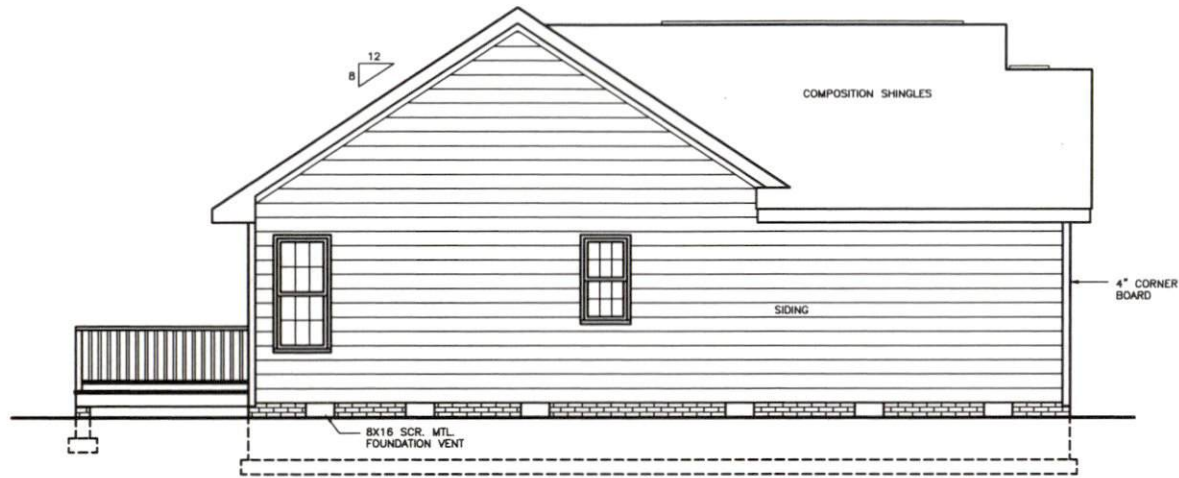 12
8
COMPOSITION SHINGLES
4" CORNER
BOARD
SIDING
8X16 SCR. MTL.
FOUNDATION VENT